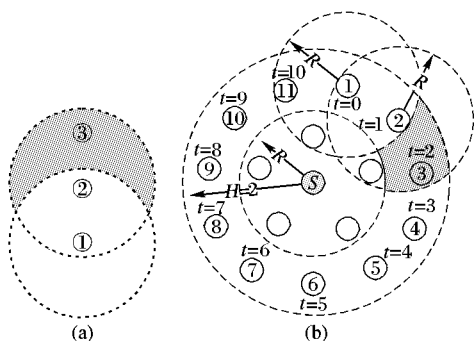 ③
②
①
(a)
R
①
t=0
R
t=10
⑪
t=9
⑩
t=1
②
t=8
⑨
R
t=2
③
H=2
S
t=7
⑧
t=3
④
t=6
⑦
t=4
⑤
⑥
t=5
(b)